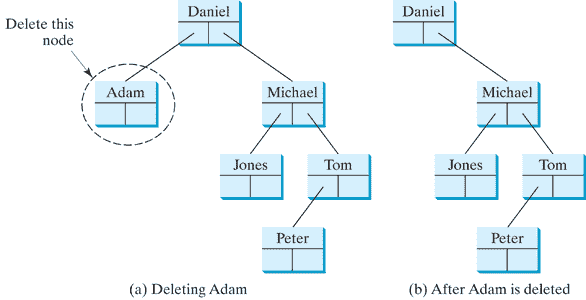 Delete this
node
Daniel
Adam
Michael
Jones
Tom
Peter
(a) Deleting Adam
Daniel
Michael
Jones
Tom
Peter
(b) After Adam is deleted